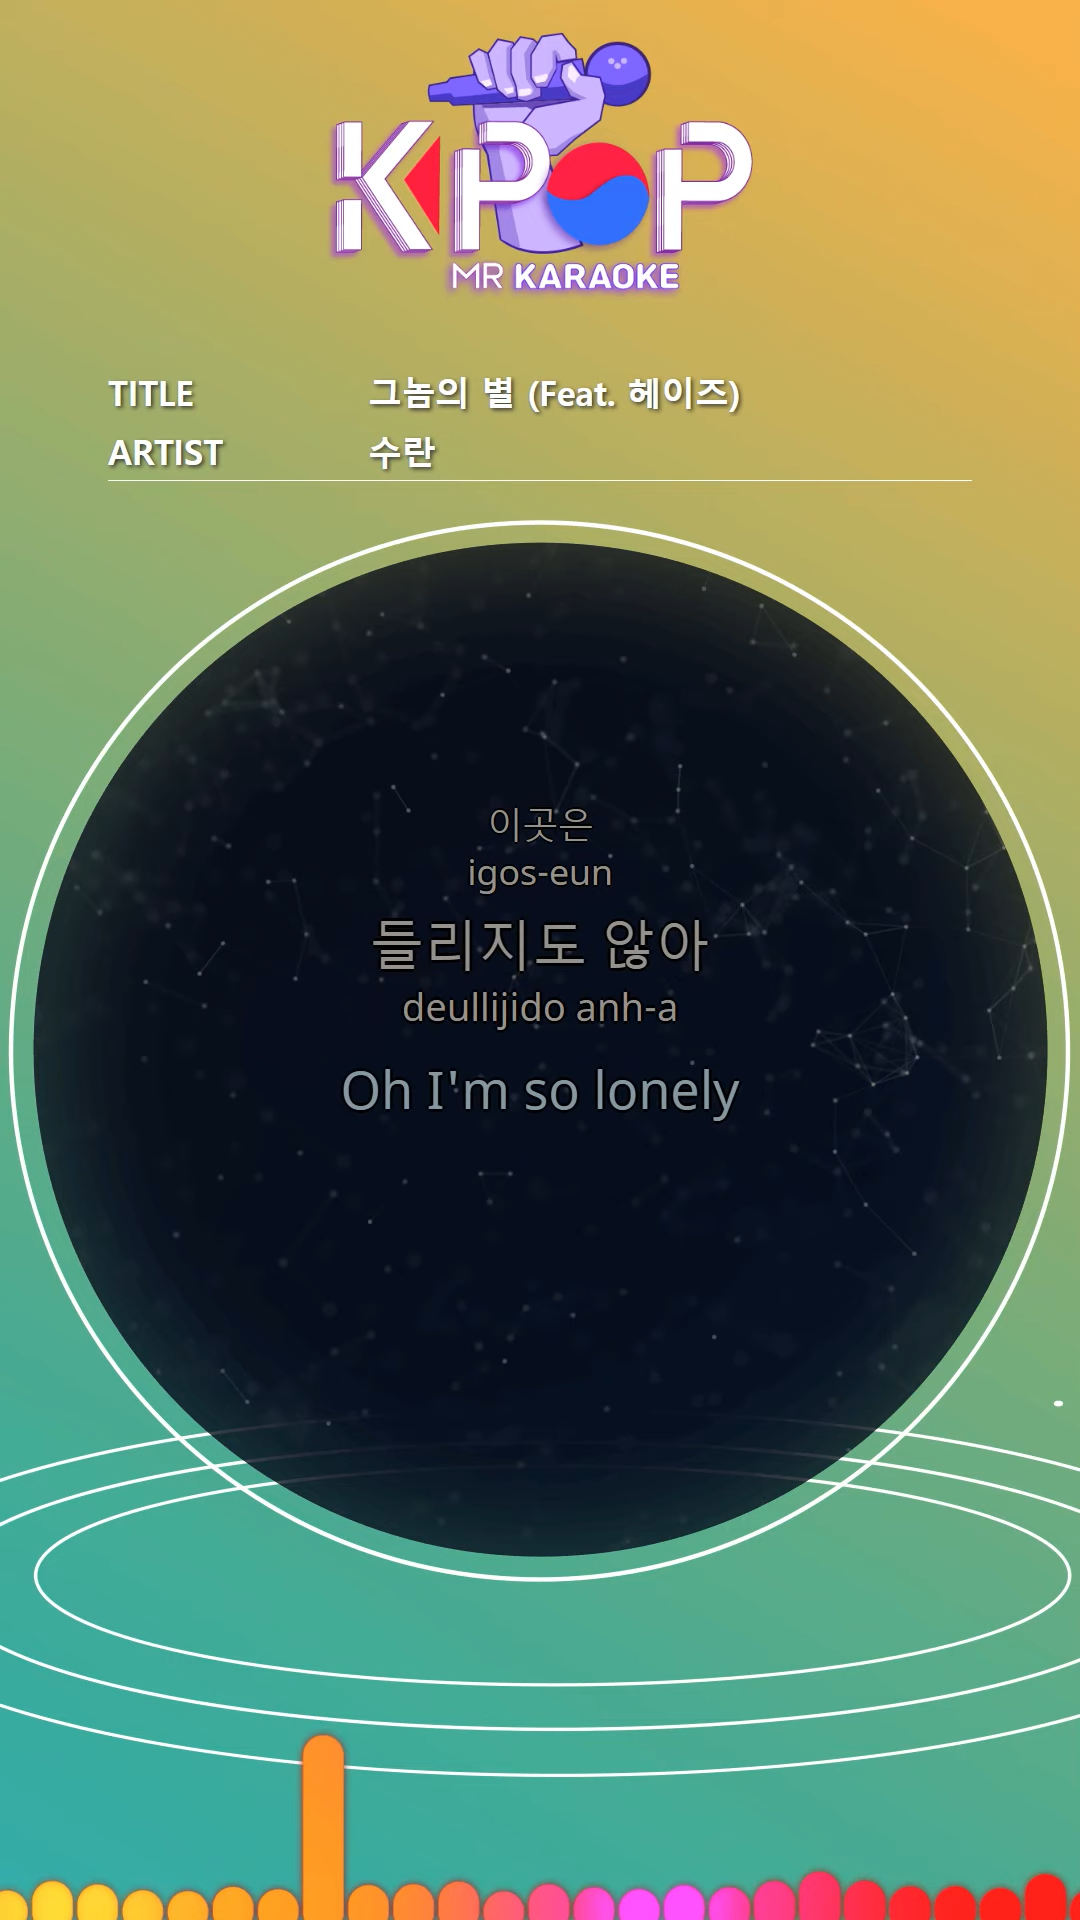 KPOP
MR KARAOKE
TITLE 그놈의 별 (Feat. 헤이즈)
ARTIST 수란
이곳은
igos-eun
들리지도 않아
deullijido anh-a
Oh I'm so lonely